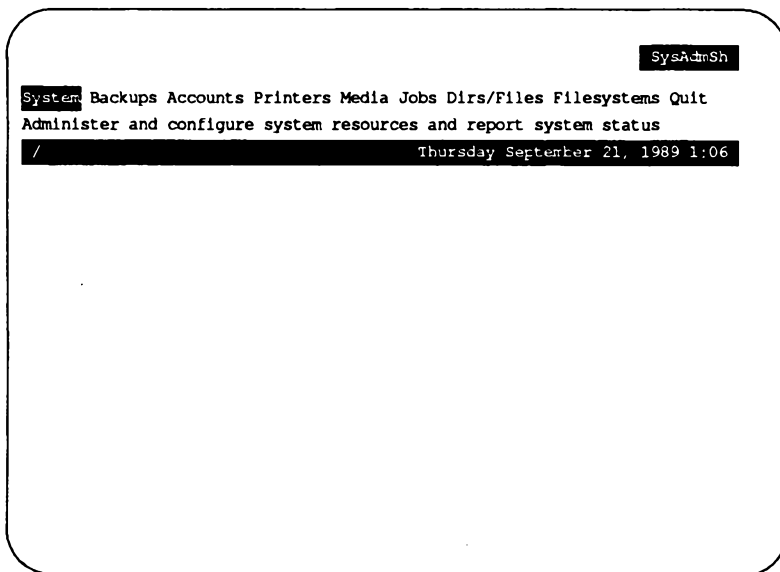 SysAdmSh
System Backups Accounts Printers Media Jobs Dirs/Files Filesystems Quit
Administer and configure system resources and report system status
/ Thursday September 21, 1989 1:06